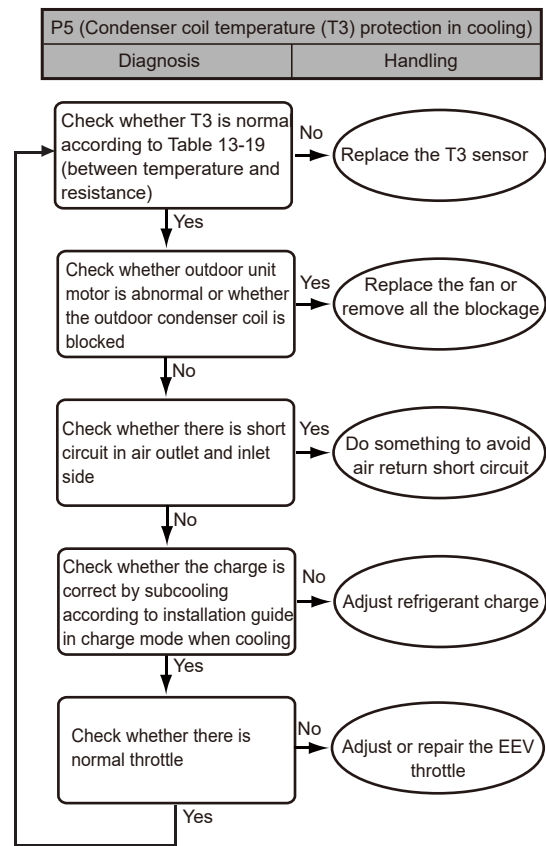 P5 (Condenser coil temperature (T3) protection in cooling)
Diagnosis
Handling
Check whether T3 is normal
according to Table 13-19
(between temperature and
resistance)
No
Replace the T3 sensor
Yes
Check whether outdoor unit
motor is abnormal or whether
the outdoor condenser coil is
blocked
Yes
Replace the fan or
remove all the blockage
No
Check whether there is short
circuit in air outlet and inlet
side
Yes
Do something to avoid
air return short circuit
No
Check whether the charge is
correct by subcooling
according to installation guide
in charge mode when cooling
No
Adjust refrigerant charge
Yes
Check whether there is
normal throttle
No
Adjust or repair the EEV
throttle
Yes